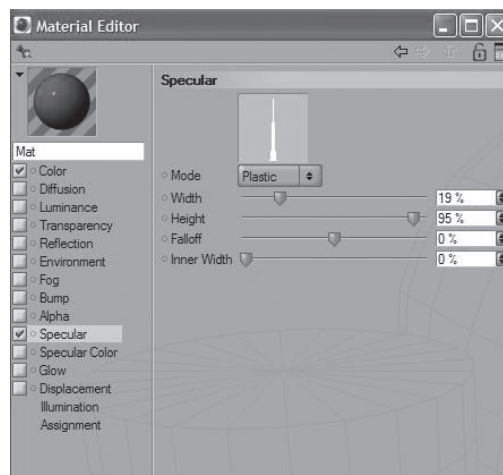 Material Editor
Specular
Mat
Color
Diffusion
Luminance
Transparency
Reflection
Environment
Fog
Bump
Alpha
Specular
Specular Color
Glow
Displacement
Illumination
Assignment
Mode Plastic
Width 19 %
Height 95 %
Falloff 0 %
Inner Width 0 %